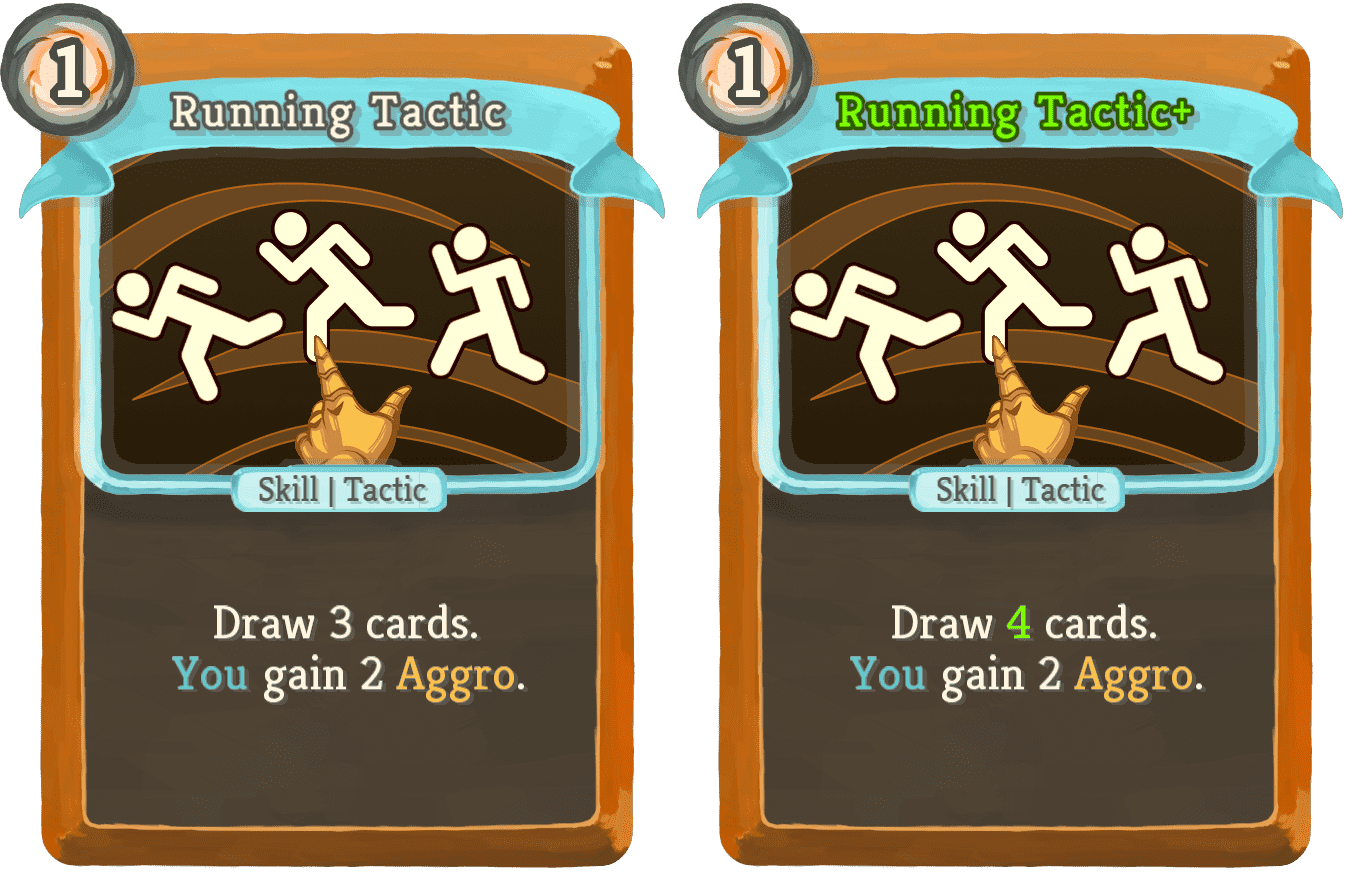 1
Running Tactic
Skill | Tactic
Draw 3 cards.
You gain 2 Aggro.
1
Running Tactic+
Skill | Tactic
Draw 4 cards.
You gain 2 Aggro.